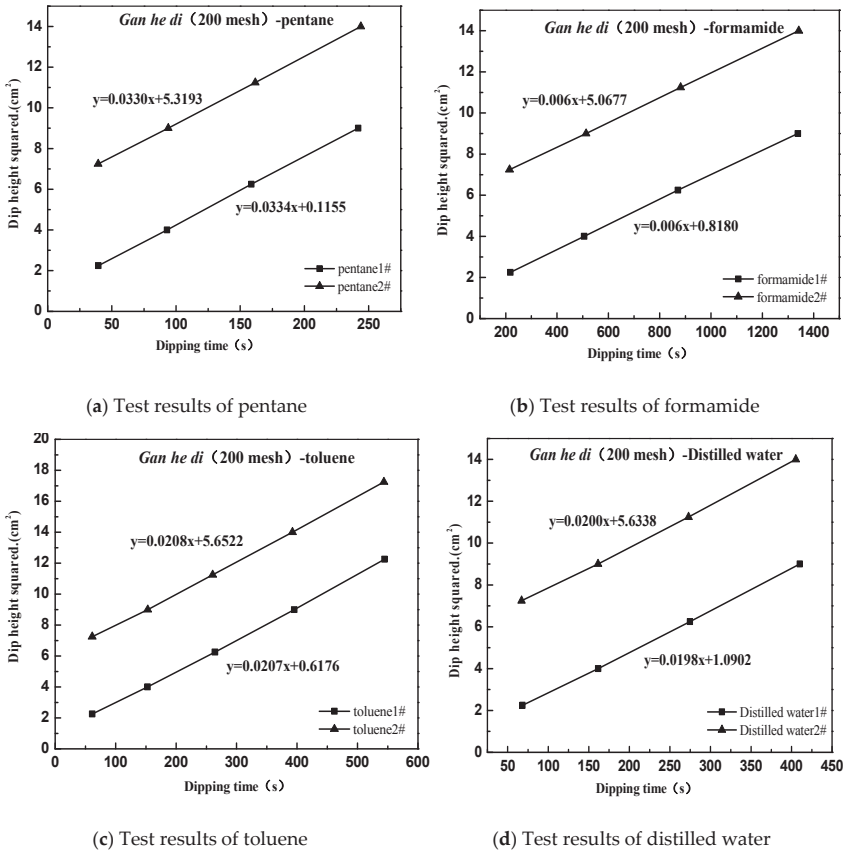 Gan he di（200 mesh）-pentane
14
12
10
8
6
4
2
0
Dip height squared.(cm²)
y=0.0330x+5.3193
y=0.0334x+0.1155
pentane1#
pentane2#
0 50 100 150 200 250
Dipping time（s）
(a) Test results of pentane
Gan he di（200 mesh）-formamide
14
12
10
8
6
4
2
0
Dip height squared.(cm²)
y=0.006x+5.0677
y=0.006x+0.8180
formamide1#
formamide2#
200 400 600 800 1000 1200 1400
Dipping time（s）
(b) Test results of formamide
Gan he di（200 mesh）-toluene
20
18
16
14
12
10
8
6
4
2
0
Dip height squared.(cm²)
y=0.0208x+5.6522
y=0.0207x+0.6176
toluene1#
toluene2#
0 100 200 300 400 500 600
Dipping time（s）
(c) Test results of toluene
Gan he di（200 mesh）-Distilled water
14
12
10
8
6
4
2
0
Dip height squared.(cm²)
y=0.0200x+5.6338
y=0.0198x+1.0902
Distilled water1#
Distilled water2#
50 100 150 200 250 300 350 400 450
Dipping time（s）
(d) Test results of distilled water